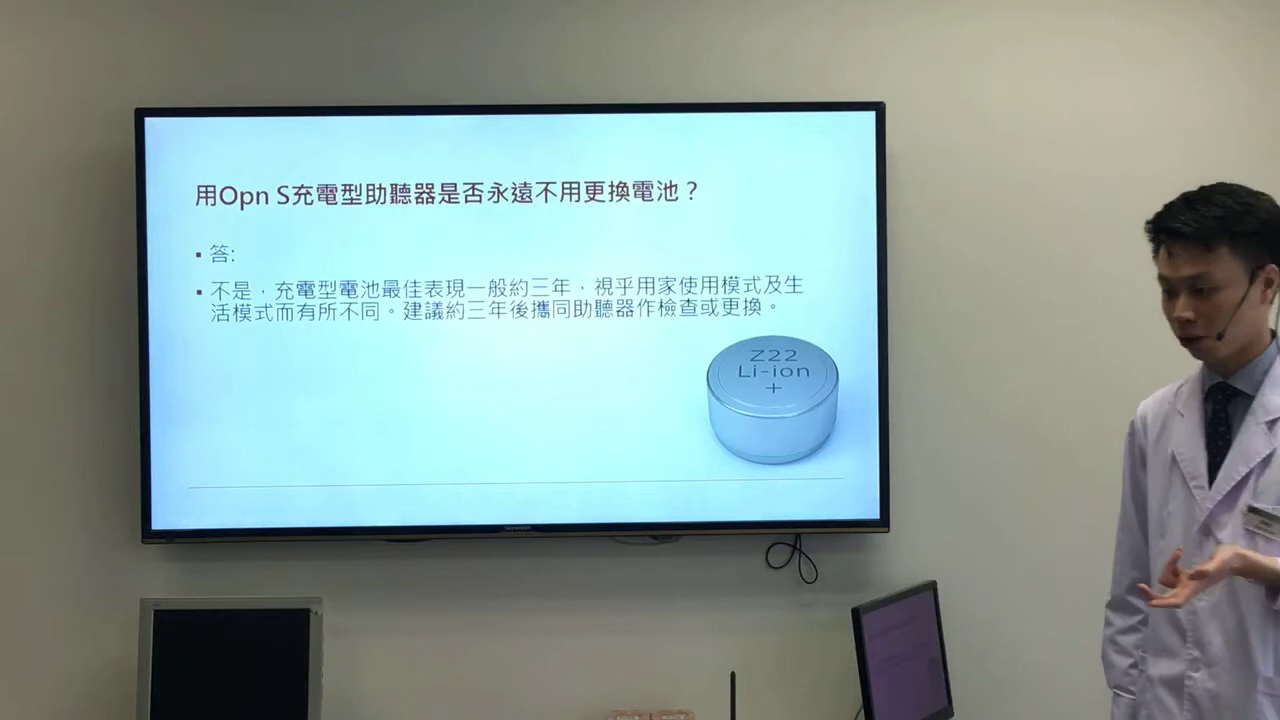 用Opn S充電型助聽器是否永遠不用更換電池？
▪ 答:
▪ 不是，充電型電池最佳表現一般約三年，視乎用家使用模式及生
活模式而有所不同。建議約三年後攜同助聽器作檢查或更換。
Z22
Li-ion
+